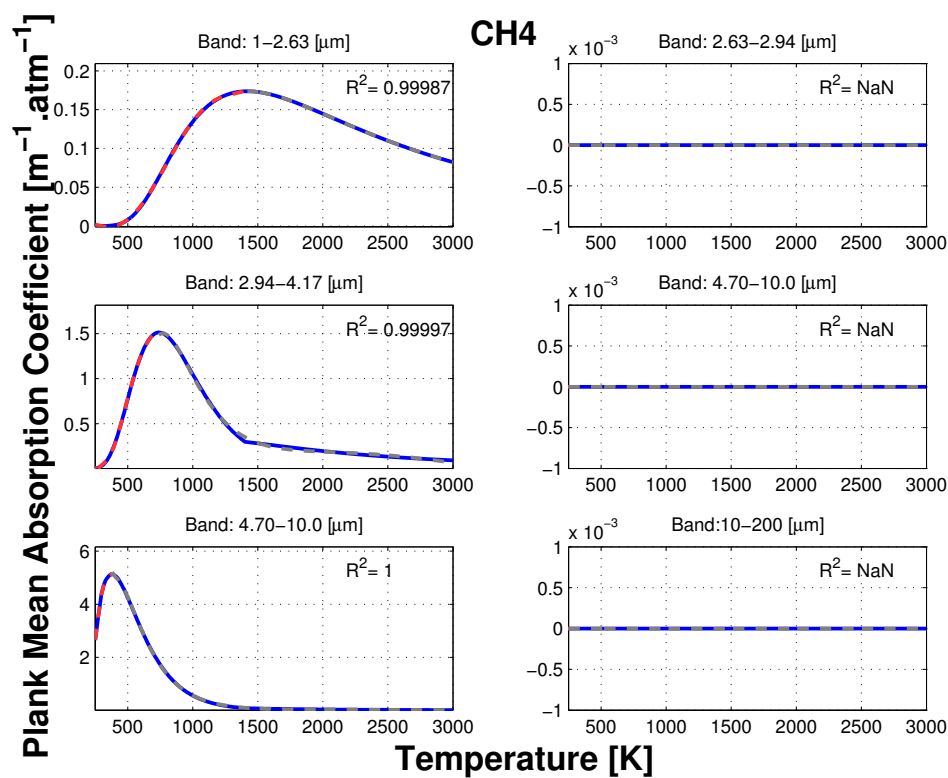 CH4
Plank Mean Absorption Coefficient [m⁻¹.atm⁻¹]
Band: 1−2.63 [μm]
R²= 0.99987
0.2
0.15
0.1
0.05
0
500 1000 1500 2000 2500 3000
Band: 2.63−2.94 [μm]
x 10⁻³
R²= NaN
1
0.5
0
−0.5
−1
500 1000 1500 2000 2500 3000
Band: 2.94−4.17 [μm]
R²= 0.99997
1.5
1
0.5
500 1000 1500 2000 2500 3000
Band: 4.70−10.0 [μm]
x 10⁻³
R²= NaN
1
0.5
0
−0.5
−1
500 1000 1500 2000 2500 3000
Band: 4.70−10.0 [μm]
R²= 1
6
4
2
500 1000 1500 2000 2500 3000
Band:10−200 [μm]
x 10⁻³
R²= NaN
1
0.5
0
−0.5
−1
500 1000 1500 2000 2500 3000
Temperature [K]